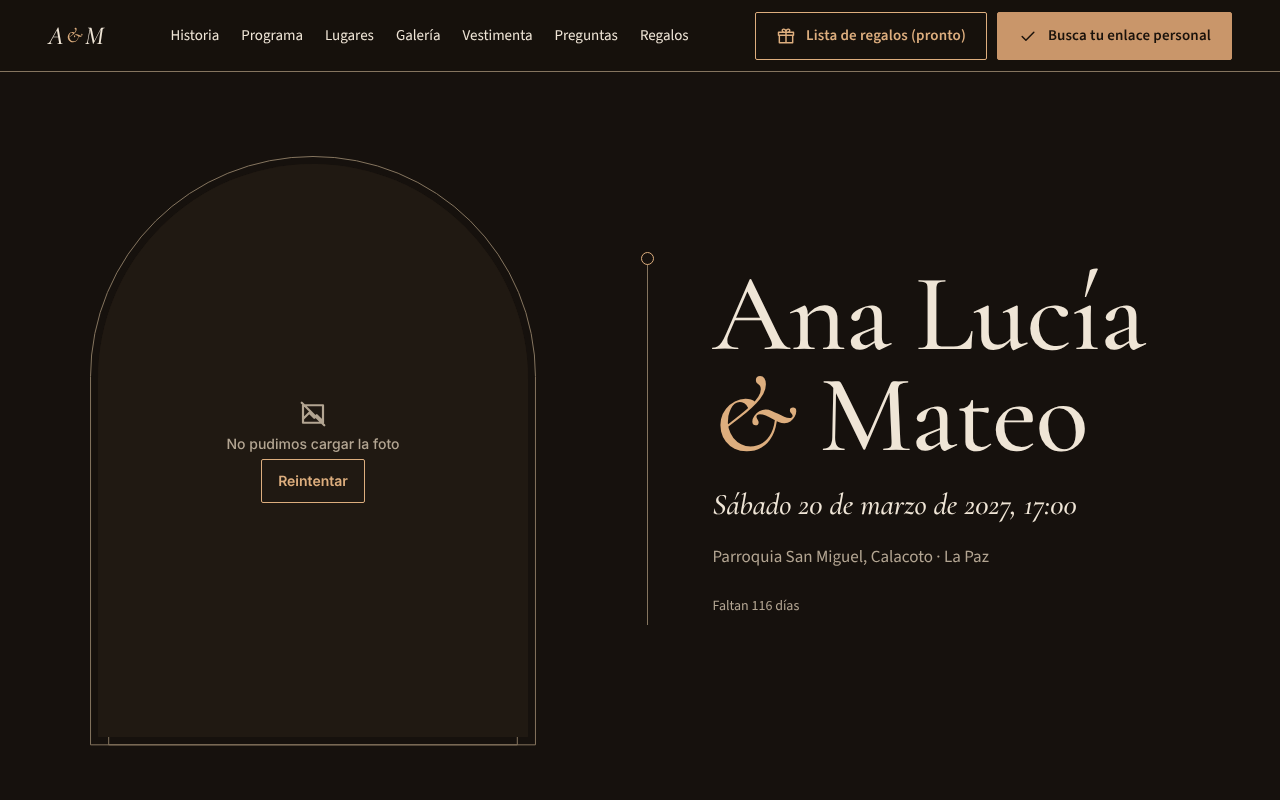 A & M
Historia Programa Lugares Galería Vestimenta Preguntas Regalos
Lista de regalos (pronto)
Busca tu enlace personal
No pudimos cargar la foto
Reintentar
Ana Lucía
& Mateo
Sábado 20 de marzo de 2027, 17:00
Parroquia San Miguel, Calacoto · La Paz
Faltan 116 días